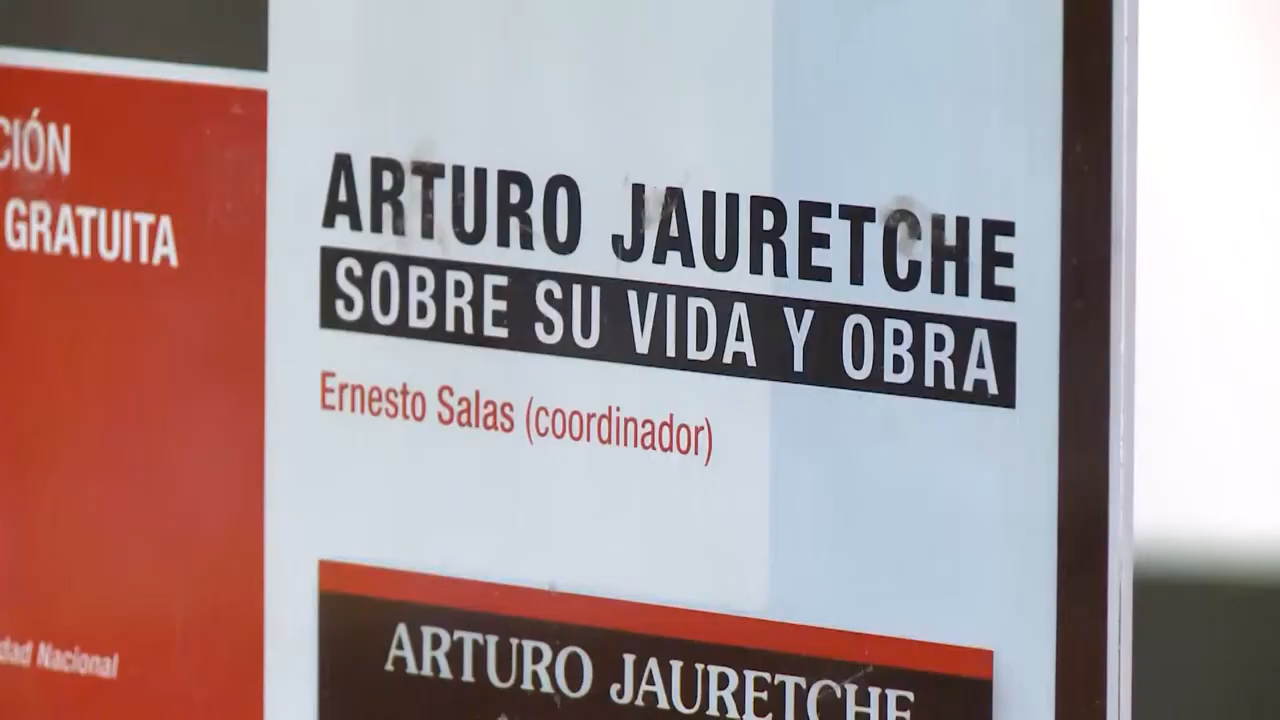 CIÓN
GRATUITA
dad Nacional
ARTURO JAURETCHE
SOBRE SU VIDA Y OBRA
Ernesto Salas (coordinador)
ARTURO JAURETCHE